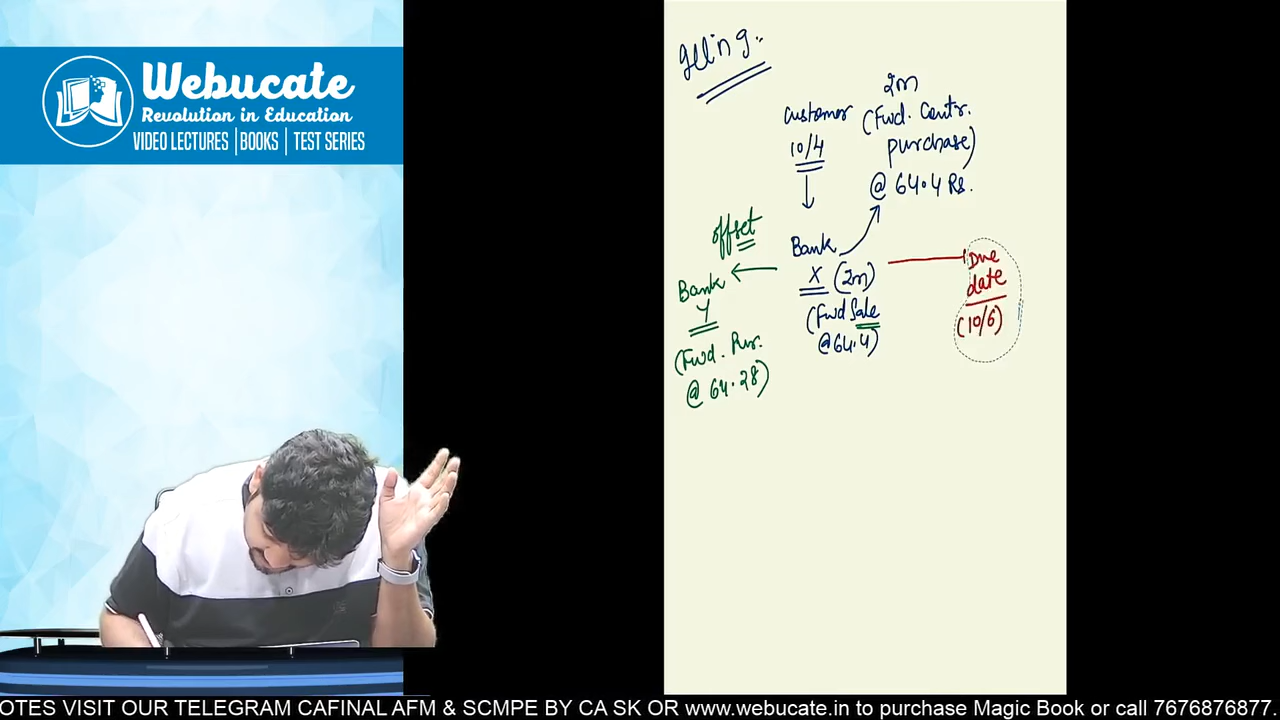 Webucate
Revolution in Education
VIDEO LECTURES | BOOKS | TEST SERIES
customer
10/4
2m
(Fwd. Contr.
purchase)
@ 64.4 Rs.
offset
Bank
X (2m)
(Fwd Sale
@64.4)
Due
date
(10/6)
Bank
Y
(Fwd. Pur.
@ 64.28)
OTES VISIT OUR TELEGRAM CAFINAL AFM & SCMPE BY CA SK OR www.webucate.in to purchase Magic Book or call 7676876877.